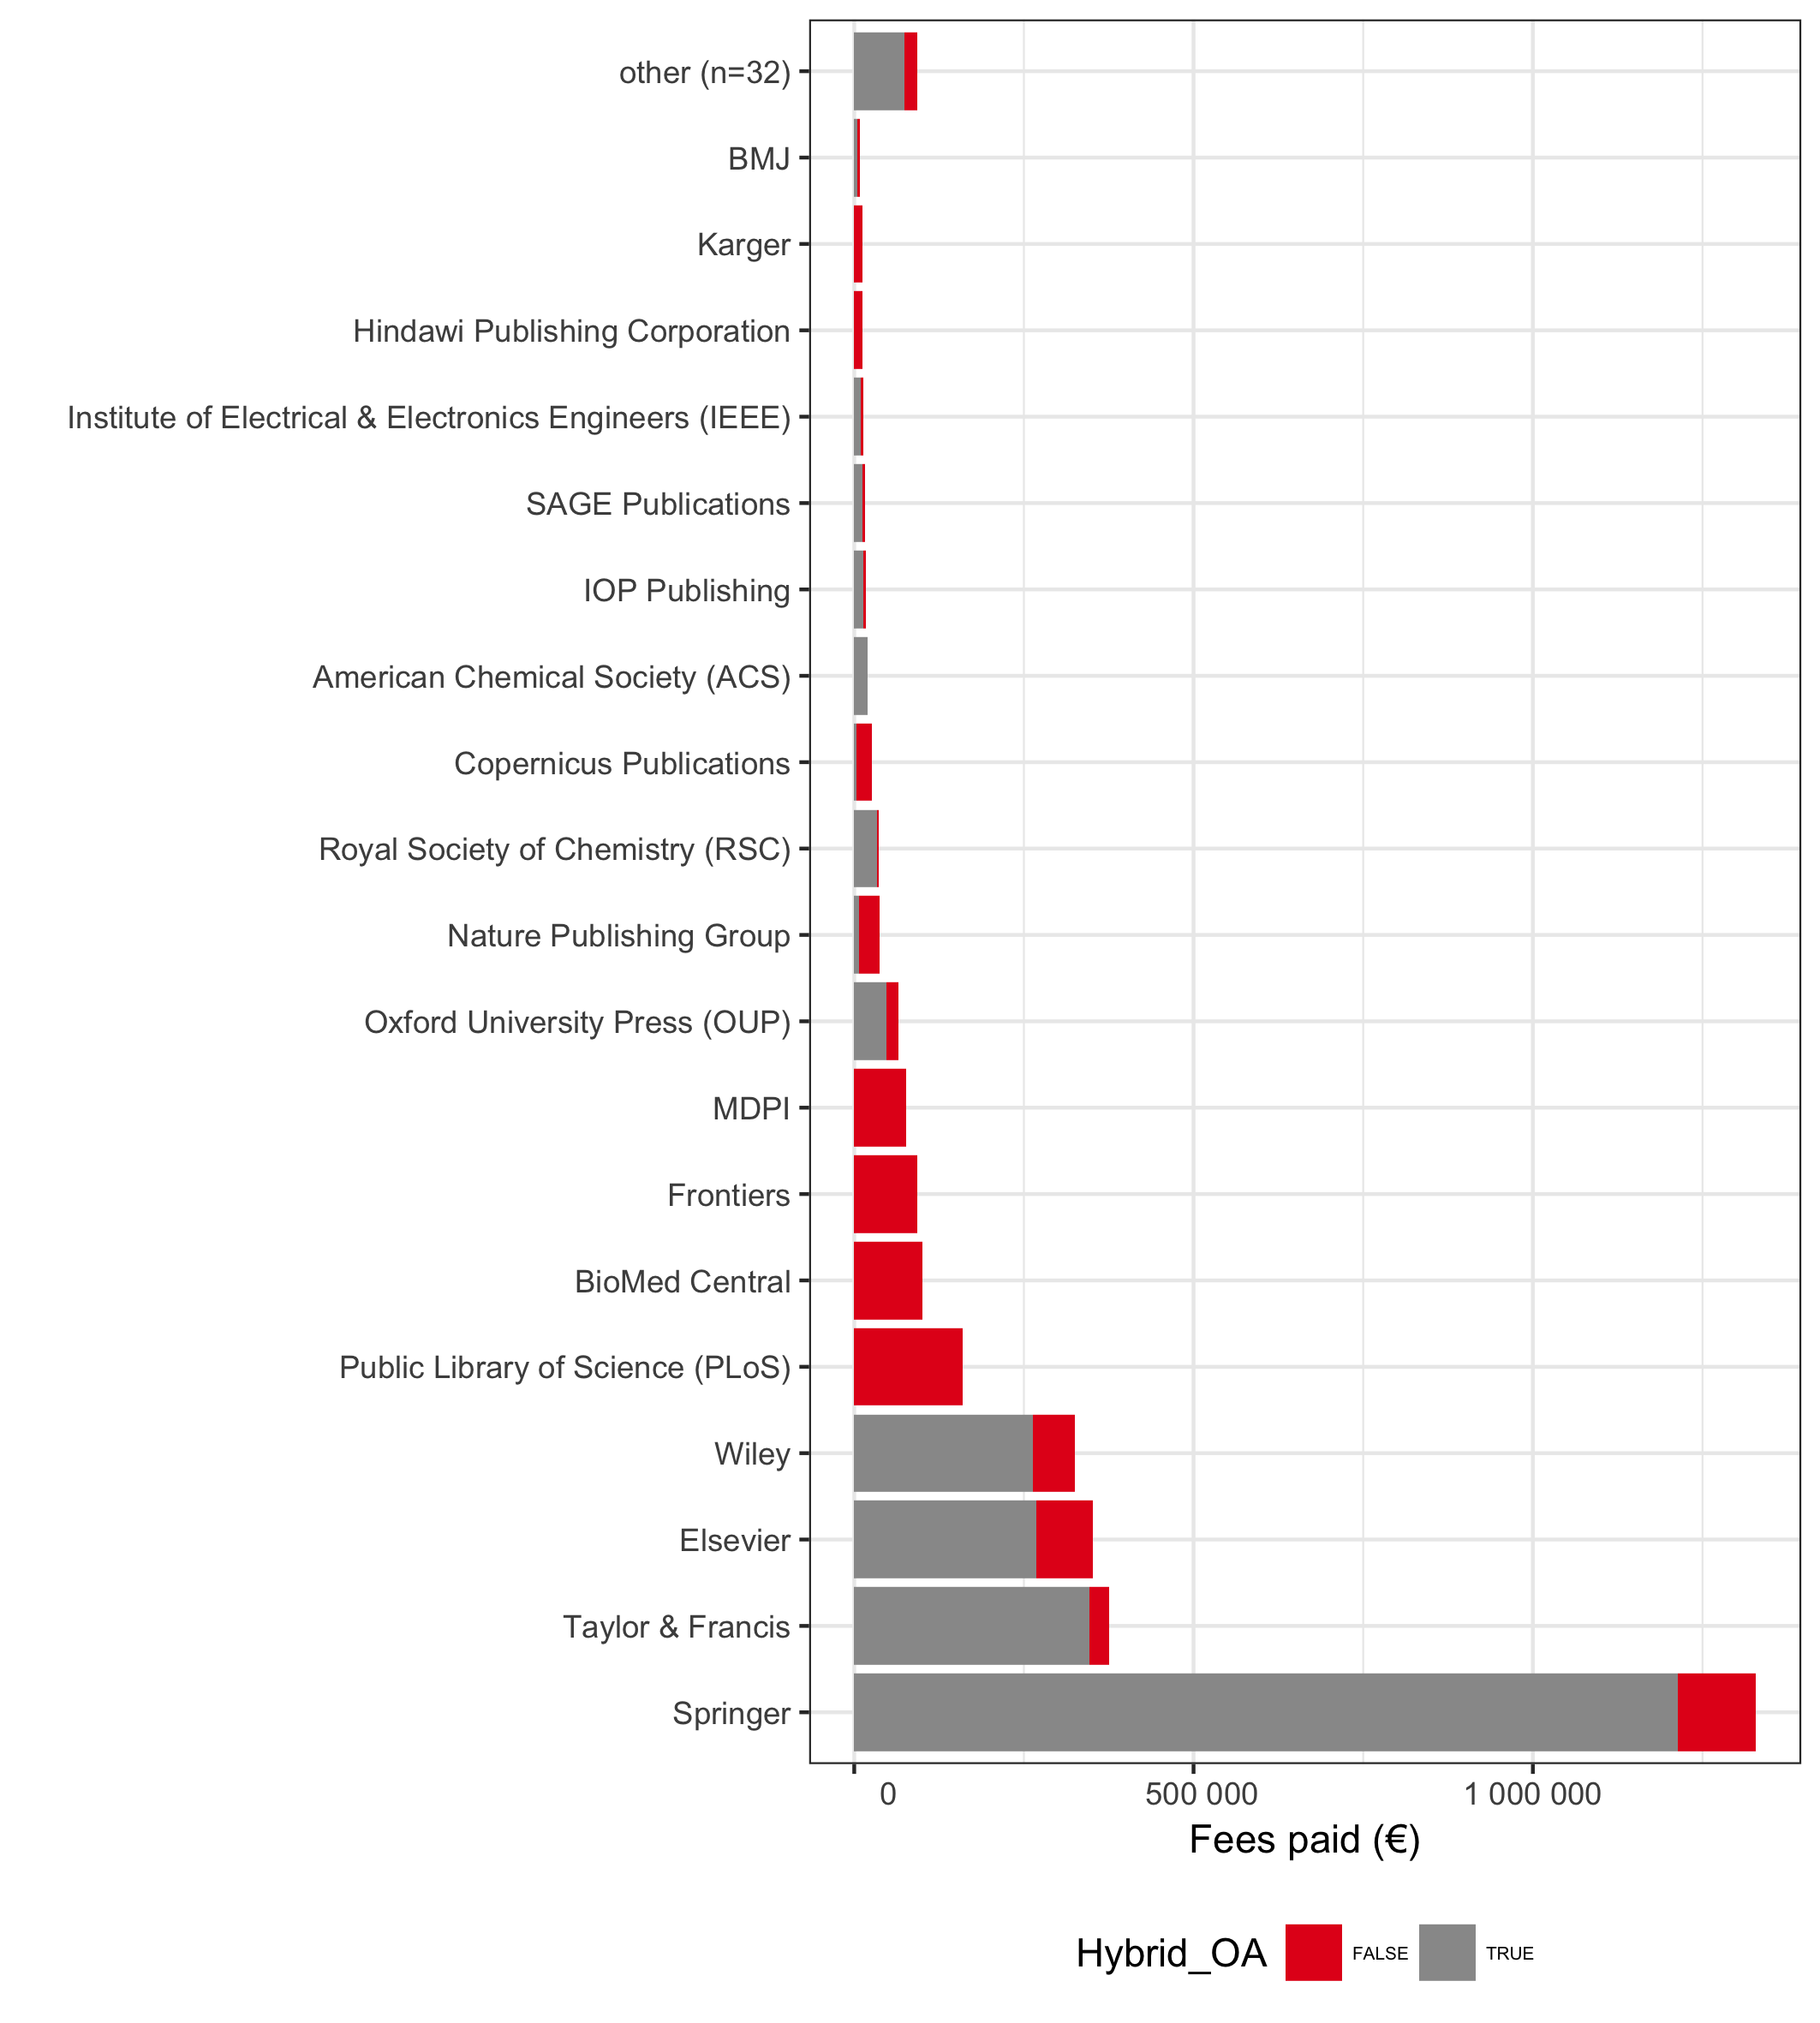 other (n=32)
BMJ
Karger
Hindawi Publishing Corporation
Institute of Electrical & Electronics Engineers (IEEE)
SAGE Publications
IOP Publishing
American Chemical Society (ACS)
Copernicus Publications
Royal Society of Chemistry (RSC)
Nature Publishing Group
Oxford University Press (OUP)
MDPI
Frontiers
BioMed Central
Public Library of Science (PLoS)
Wiley
Elsevier
Taylor & Francis
Springer
0 500 000 1 000 000
Fees paid (€)
Hybrid_OA FALSE TRUE